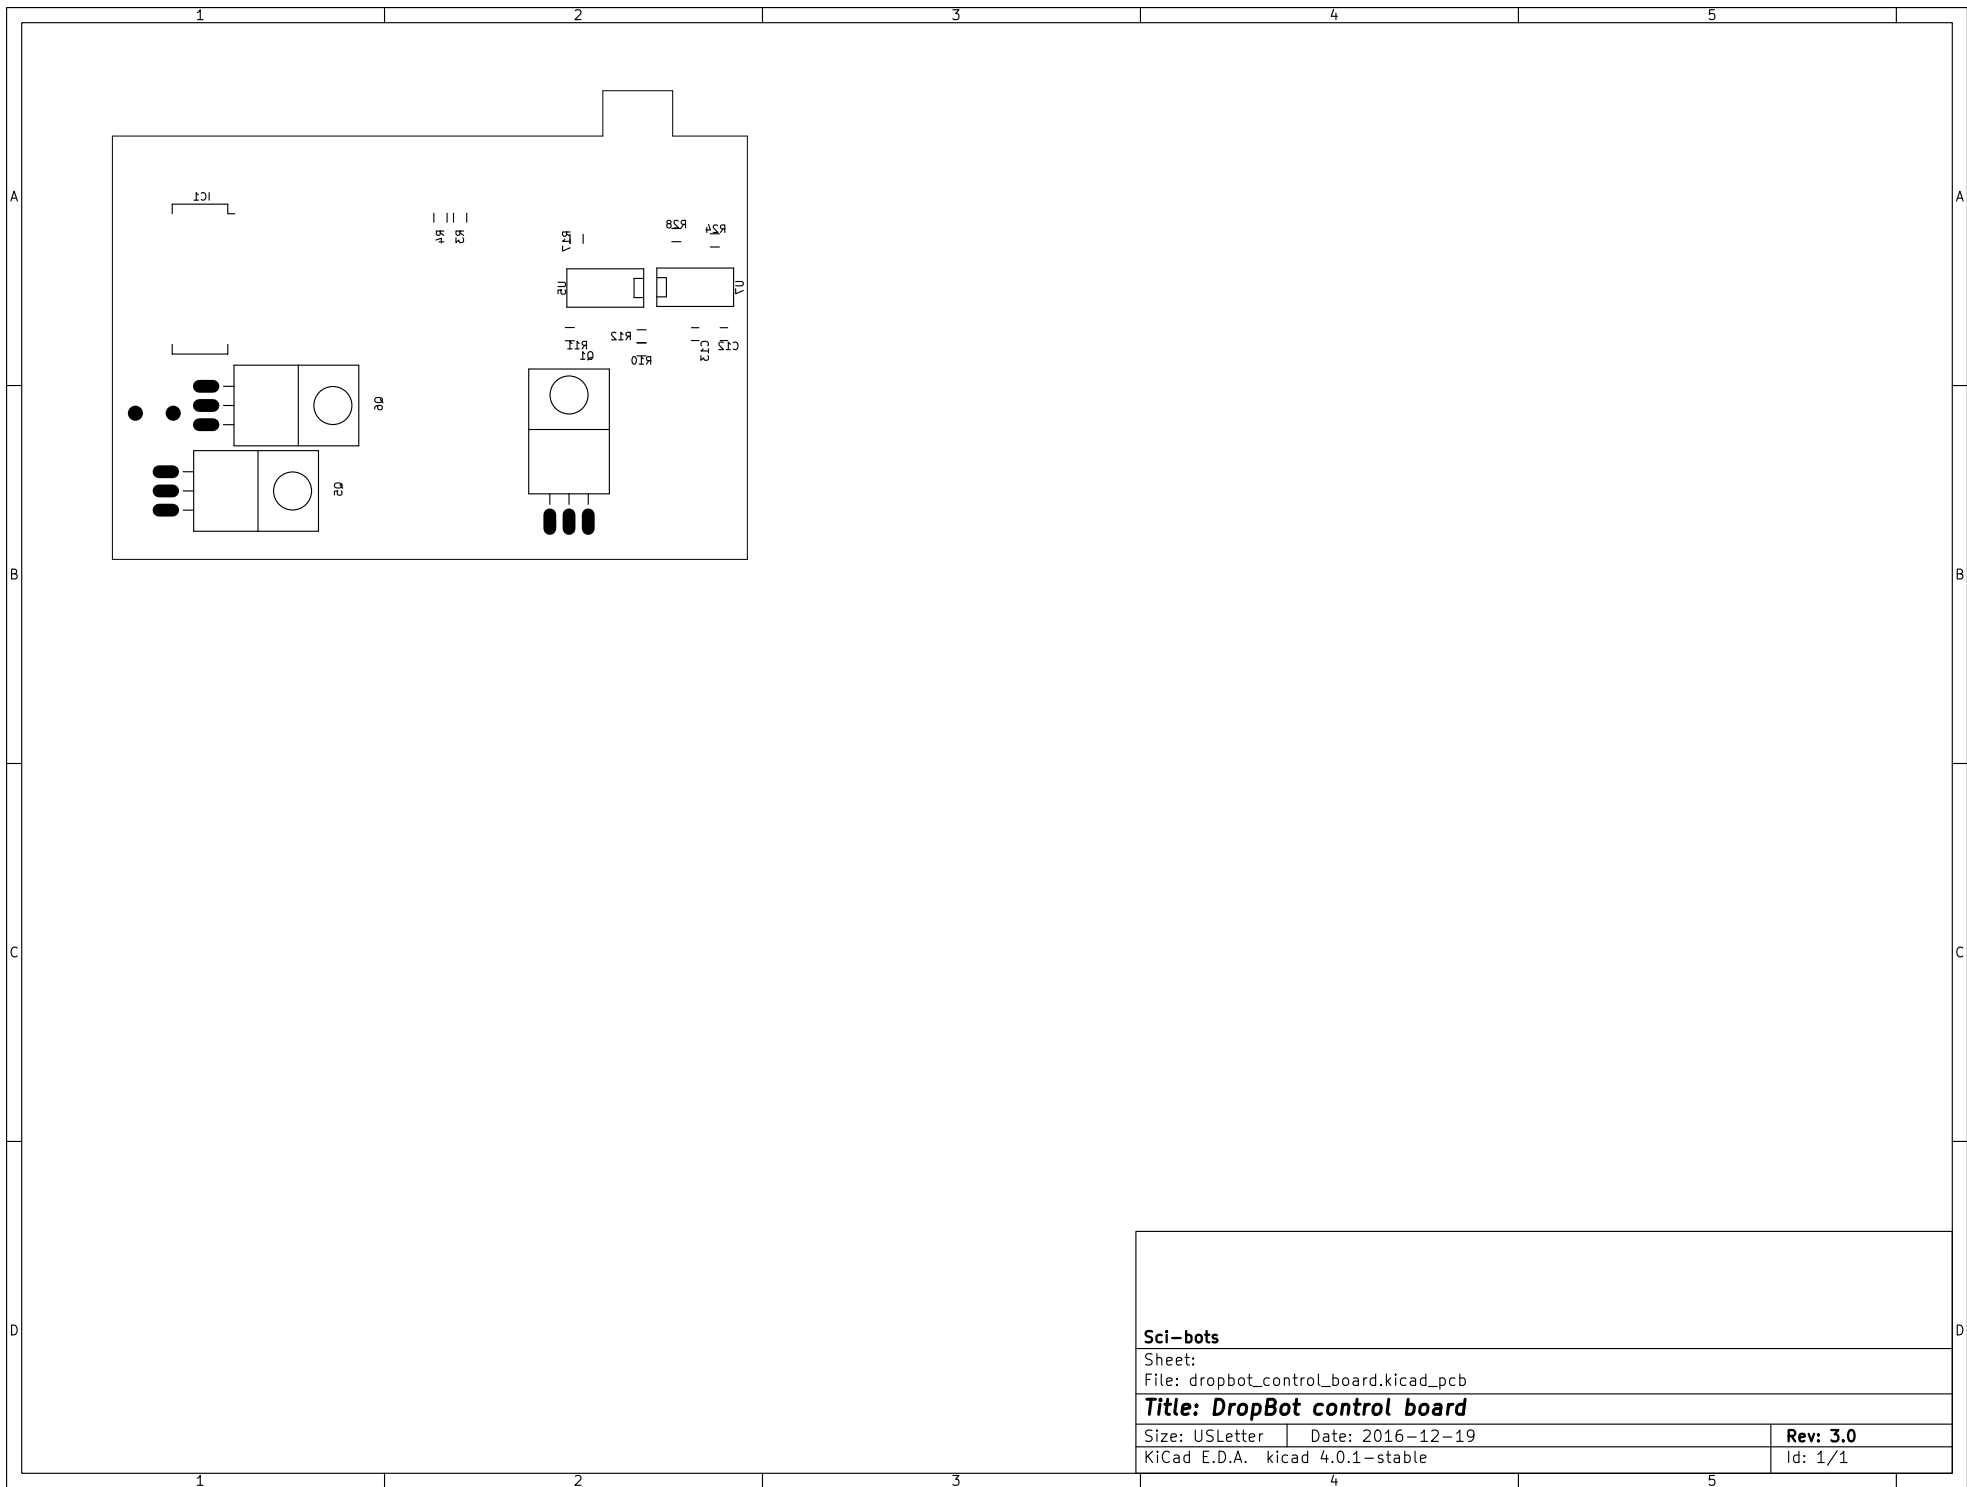 1 2 3 4 5
A A
IC1
R28
R24
R4
R3
R17
U5
U7
R12
R11
C13
C12
Q1
R10
Q6
Q5
B B
C C
D D
Sci-bots
Sheet:
File: dropbot_control_board.kicad_pcb
Title: DropBot control board
Size: USLetter Date: 2016-12-19 Rev: 3.0
KiCad E.D.A. kicad 4.0.1-stable Id: 1/1
1 2 3 4 5